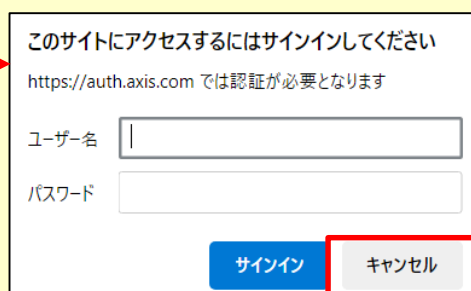 このサイトにアクセスするにはサインインしてください
https://auth.axis.com では認証が必要となります
ユーザー名
パスワード
サインイン
キャンセル